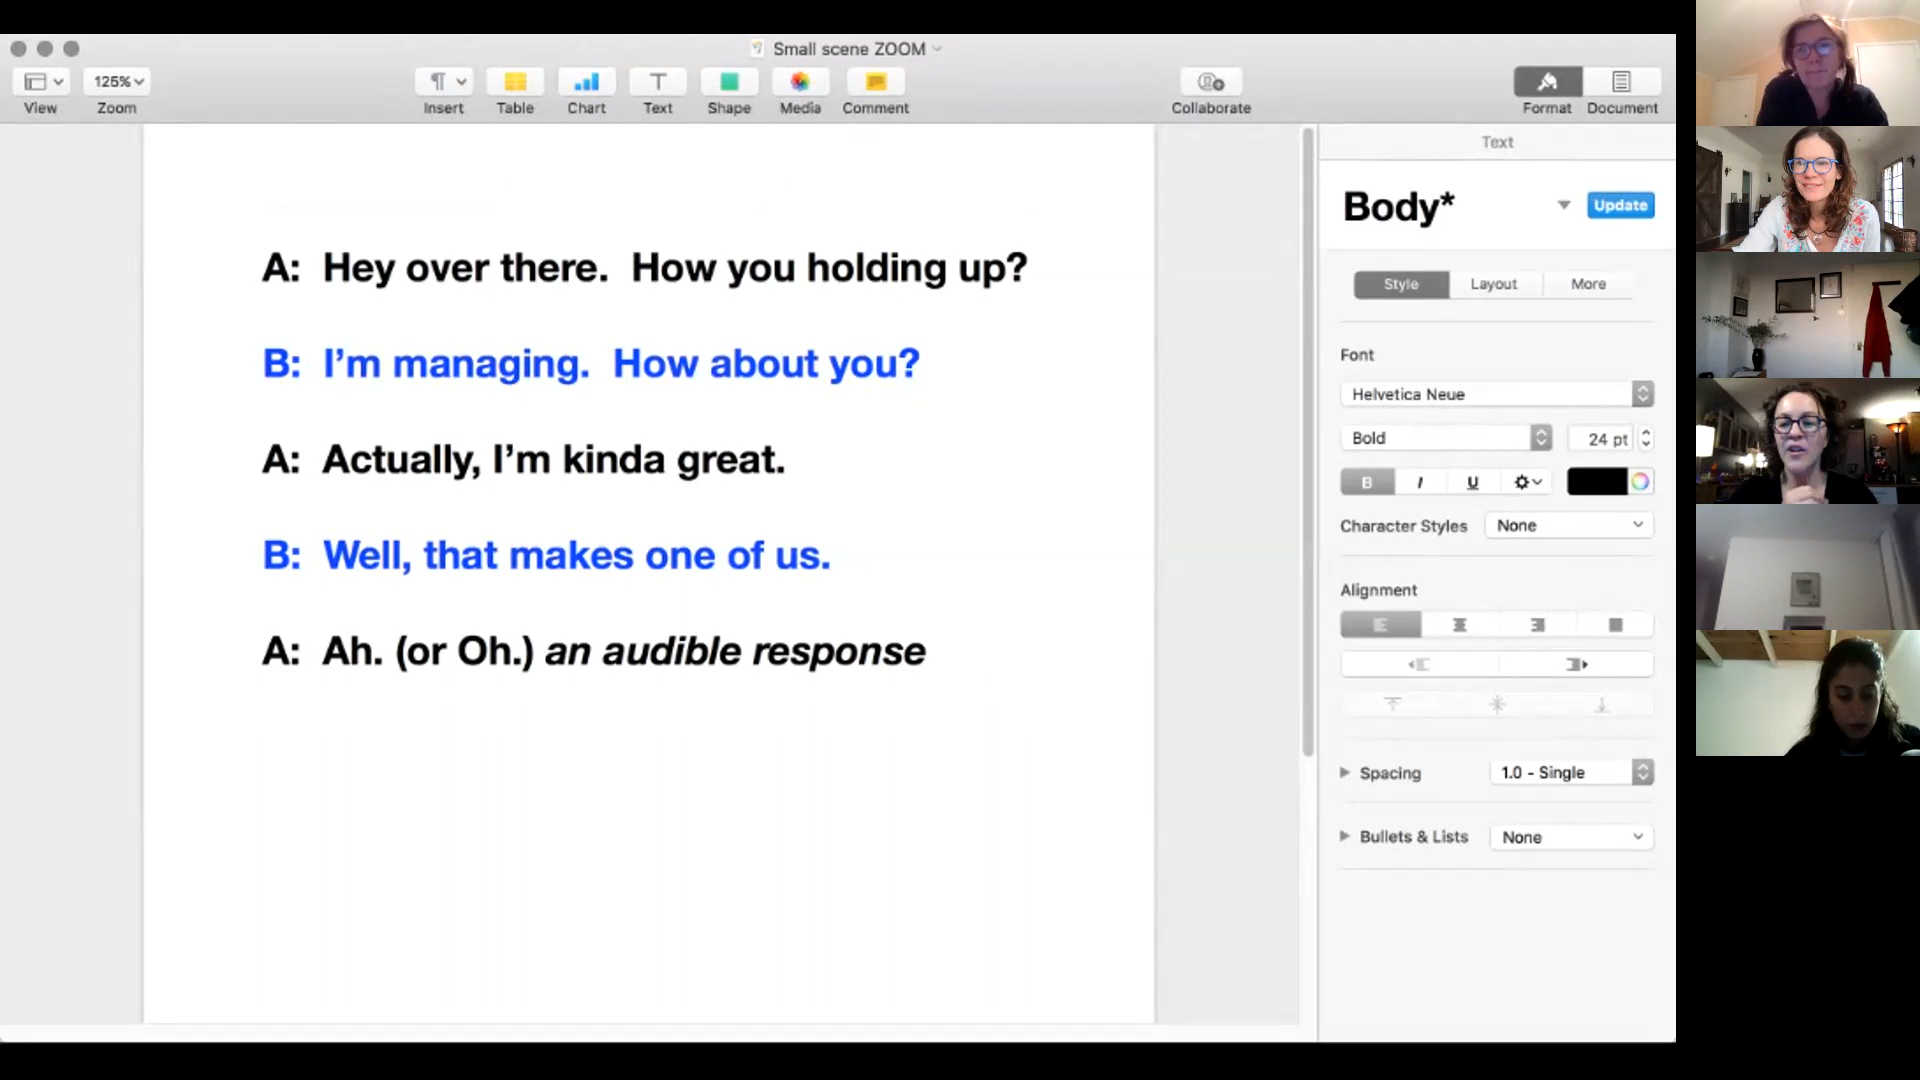 Small scene ZOOM
125%
View
Zoom
Insert
Table
Chart
Text
Shape
Media
Comment
Collaborate
Format
Document
A:  Hey over there.  How you holding up?
B:  I’m managing.  How about you?
A:  Actually, I’m kinda great.
B:  Well, that makes one of us.
A:  Ah. (or Oh.) an audible response
Text
Body*
Update
Style
Layout
More
Font
Helvetica Neue
Bold
24 pt
B
I
U
Character Styles
None
Alignment
Spacing
1.0 - Single
Bullets & Lists
None